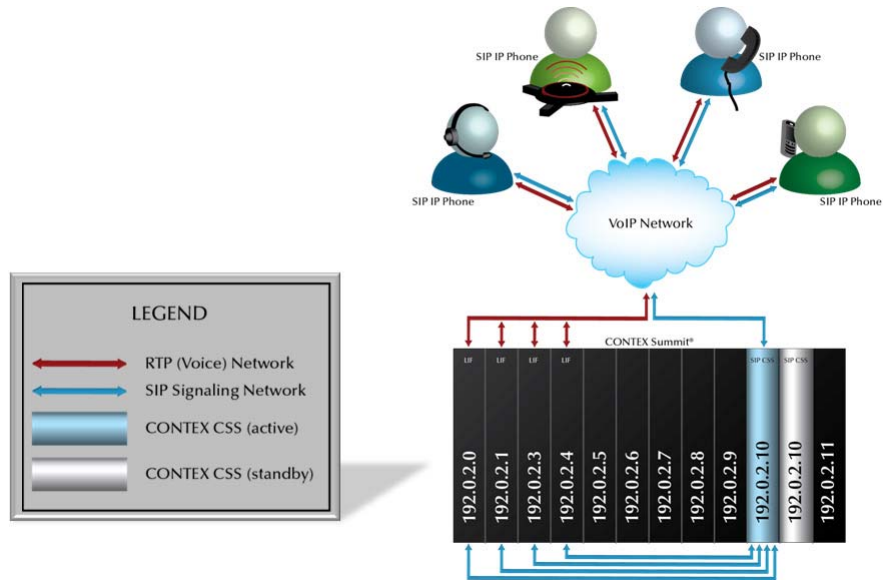 SIP IP Phone
SIP IP Phone
SIP IP Phone
SIP IP Phone
VoIP Network
LEGEND
RTP (Voice) Network
SIP Signaling Network
CONTEX CSS (active)
CONTEX CSS (standby)
CONTEX Summit®
LIF
LIF
LIF
LIF
SIP CSS
SIP CSS
192.0.2.0
192.0.2.1
192.0.2.3
192.0.2.4
192.0.2.5
192.0.2.6
192.0.2.7
192.0.2.8
192.0.2.9
192.0.2.10
192.0.2.10
192.0.2.11